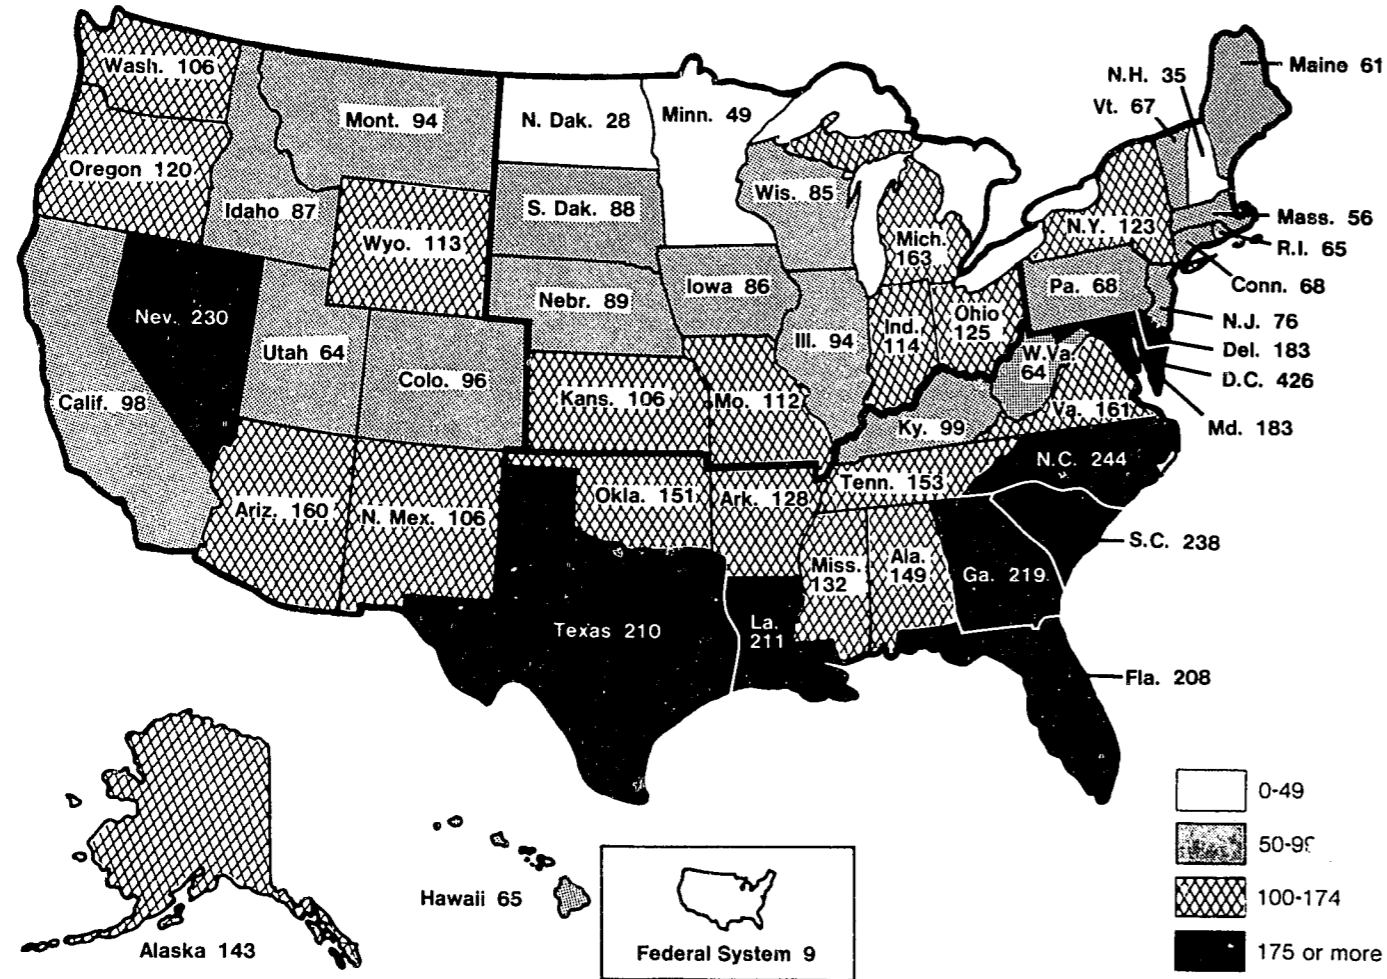 Wash. 106
Oregon 120
Mont. 94
Idaho 87
Wyo. 113
N. Dak. 28
Minn. 49
S. Dak. 88
Wis. 85
Nebr. 89
Iowa 86
Mich.
163
N.H. 35
Vt. 67
Maine 61
N.Y. 123
Mass. 56
R.I. 65
Conn. 68
Pa. 68
N.J. 76
Del. 183
D.C. 426
Md. 183
Nev. 230
Utah 64
Colo. 96
Calif. 98
Kans. 106
Mo. 112
Ill. 94
Ind.
114
Ohio
125
W.Va.
64
Va. 161
Ky. 99
N.C. 244
Tenn. 153
S.C. 238
Ariz. 160
N. Mex. 106
Okla. 151
Ark. 128
Miss.
132
Ala.
149
Ga. 219
Texas 210
La.
211
Fla. 208
Alaska 143
Hawaii 65
Federal System 9
0-49
50-99
100-174
175 or more